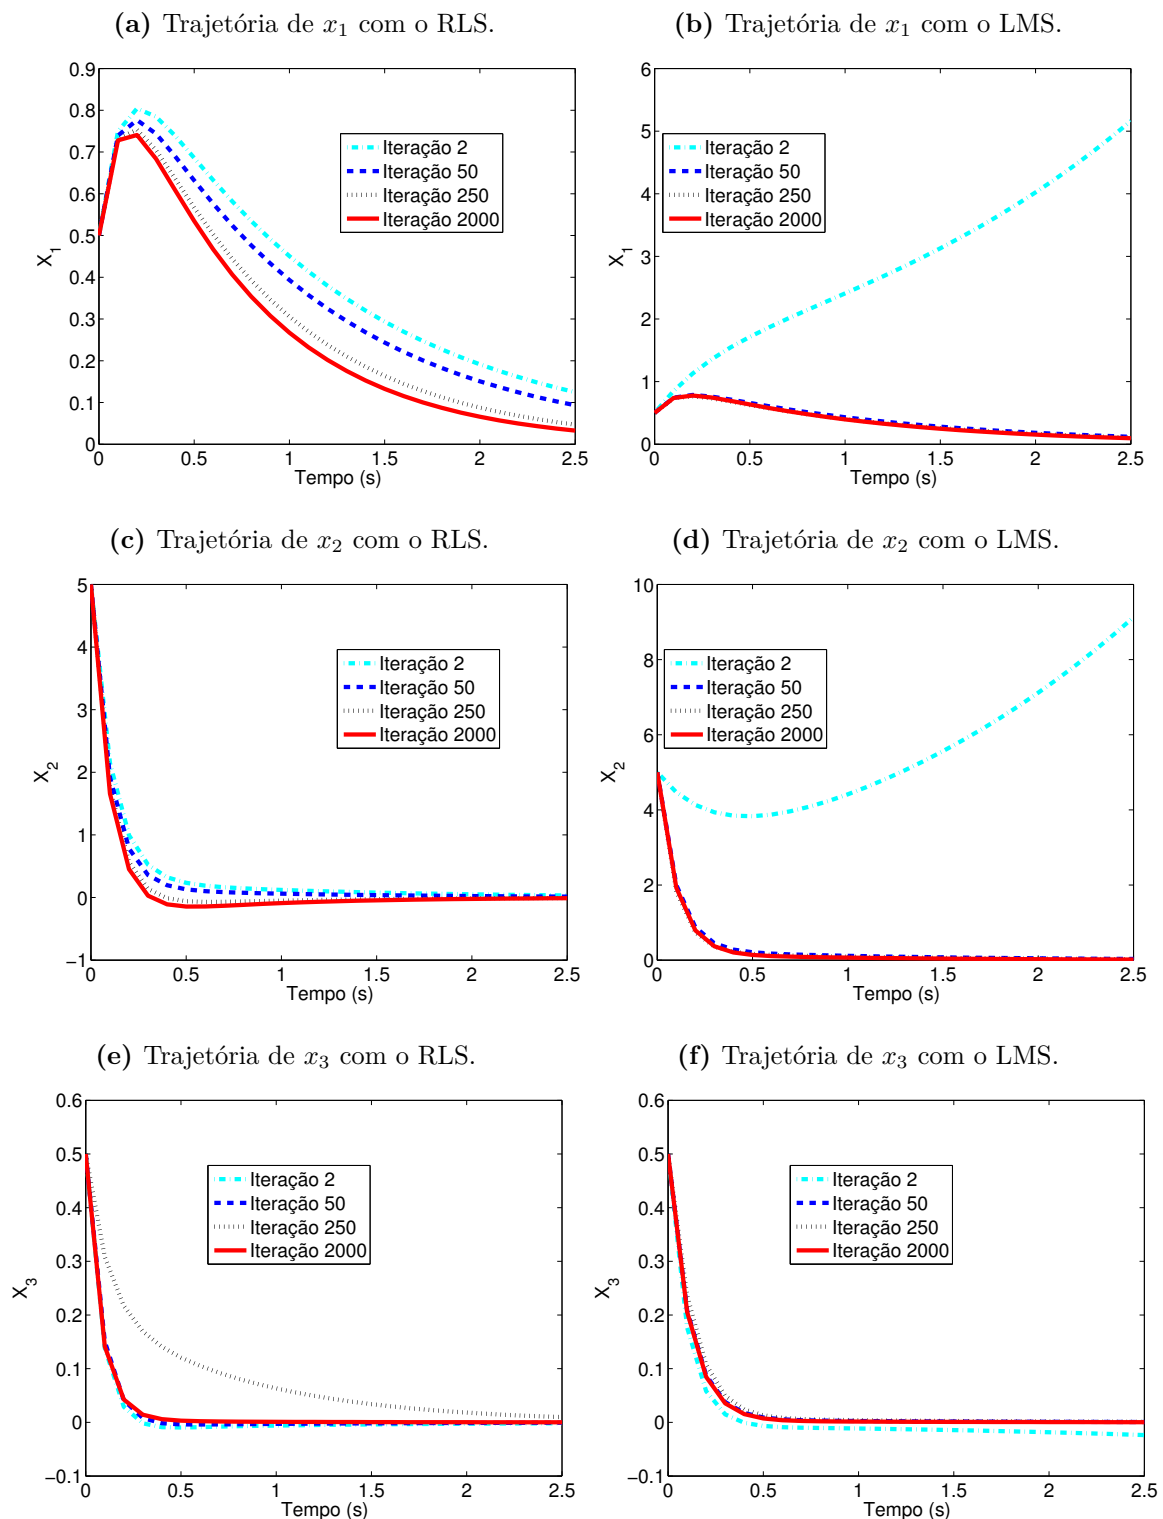 (a) Trajetória de x1 com o RLS.
0.9
0.8
0.7
0.6
0.5
0.4
0.3
0.2
0.1
0
X1
Iteração 2
Iteração 50
Iteração 250
Iteração 2000
0 0.5 1 1.5 2 2.5
Tempo (s)
(b) Trajetória de x1 com o LMS.
6
5
4
3
2
1
0
X1
Iteração 2
Iteração 50
Iteração 250
Iteração 2000
0 0.5 1 1.5 2 2.5
Tempo (s)
(c) Trajetória de x2 com o RLS.
5
4
3
2
1
0
−1
X2
Iteração 2
Iteração 50
Iteração 250
Iteração 2000
0 0.5 1 1.5 2 2.5
Tempo (s)
(d) Trajetória de x2 com o LMS.
10
8
6
4
2
0
X2
Iteração 2
Iteração 50
Iteração 250
Iteração 2000
0 0.5 1 1.5 2 2.5
Tempo (s)
(e) Trajetória de x3 com o RLS.
0.6
0.5
0.4
0.3
0.2
0.1
0
−0.1
X3
Iteração 2
Iteração 50
Iteração 250
Iteração 2000
0 0.5 1 1.5 2 2.5
Tempo (s)
(f) Trajetória de x3 com o LMS.
0.6
0.5
0.4
0.3
0.2
0.1
0
−0.1
X3
Iteração 2
Iteração 50
Iteração 250
Iteração 2000
0 0.5 1 1.5 2 2.5
Tempo (s)